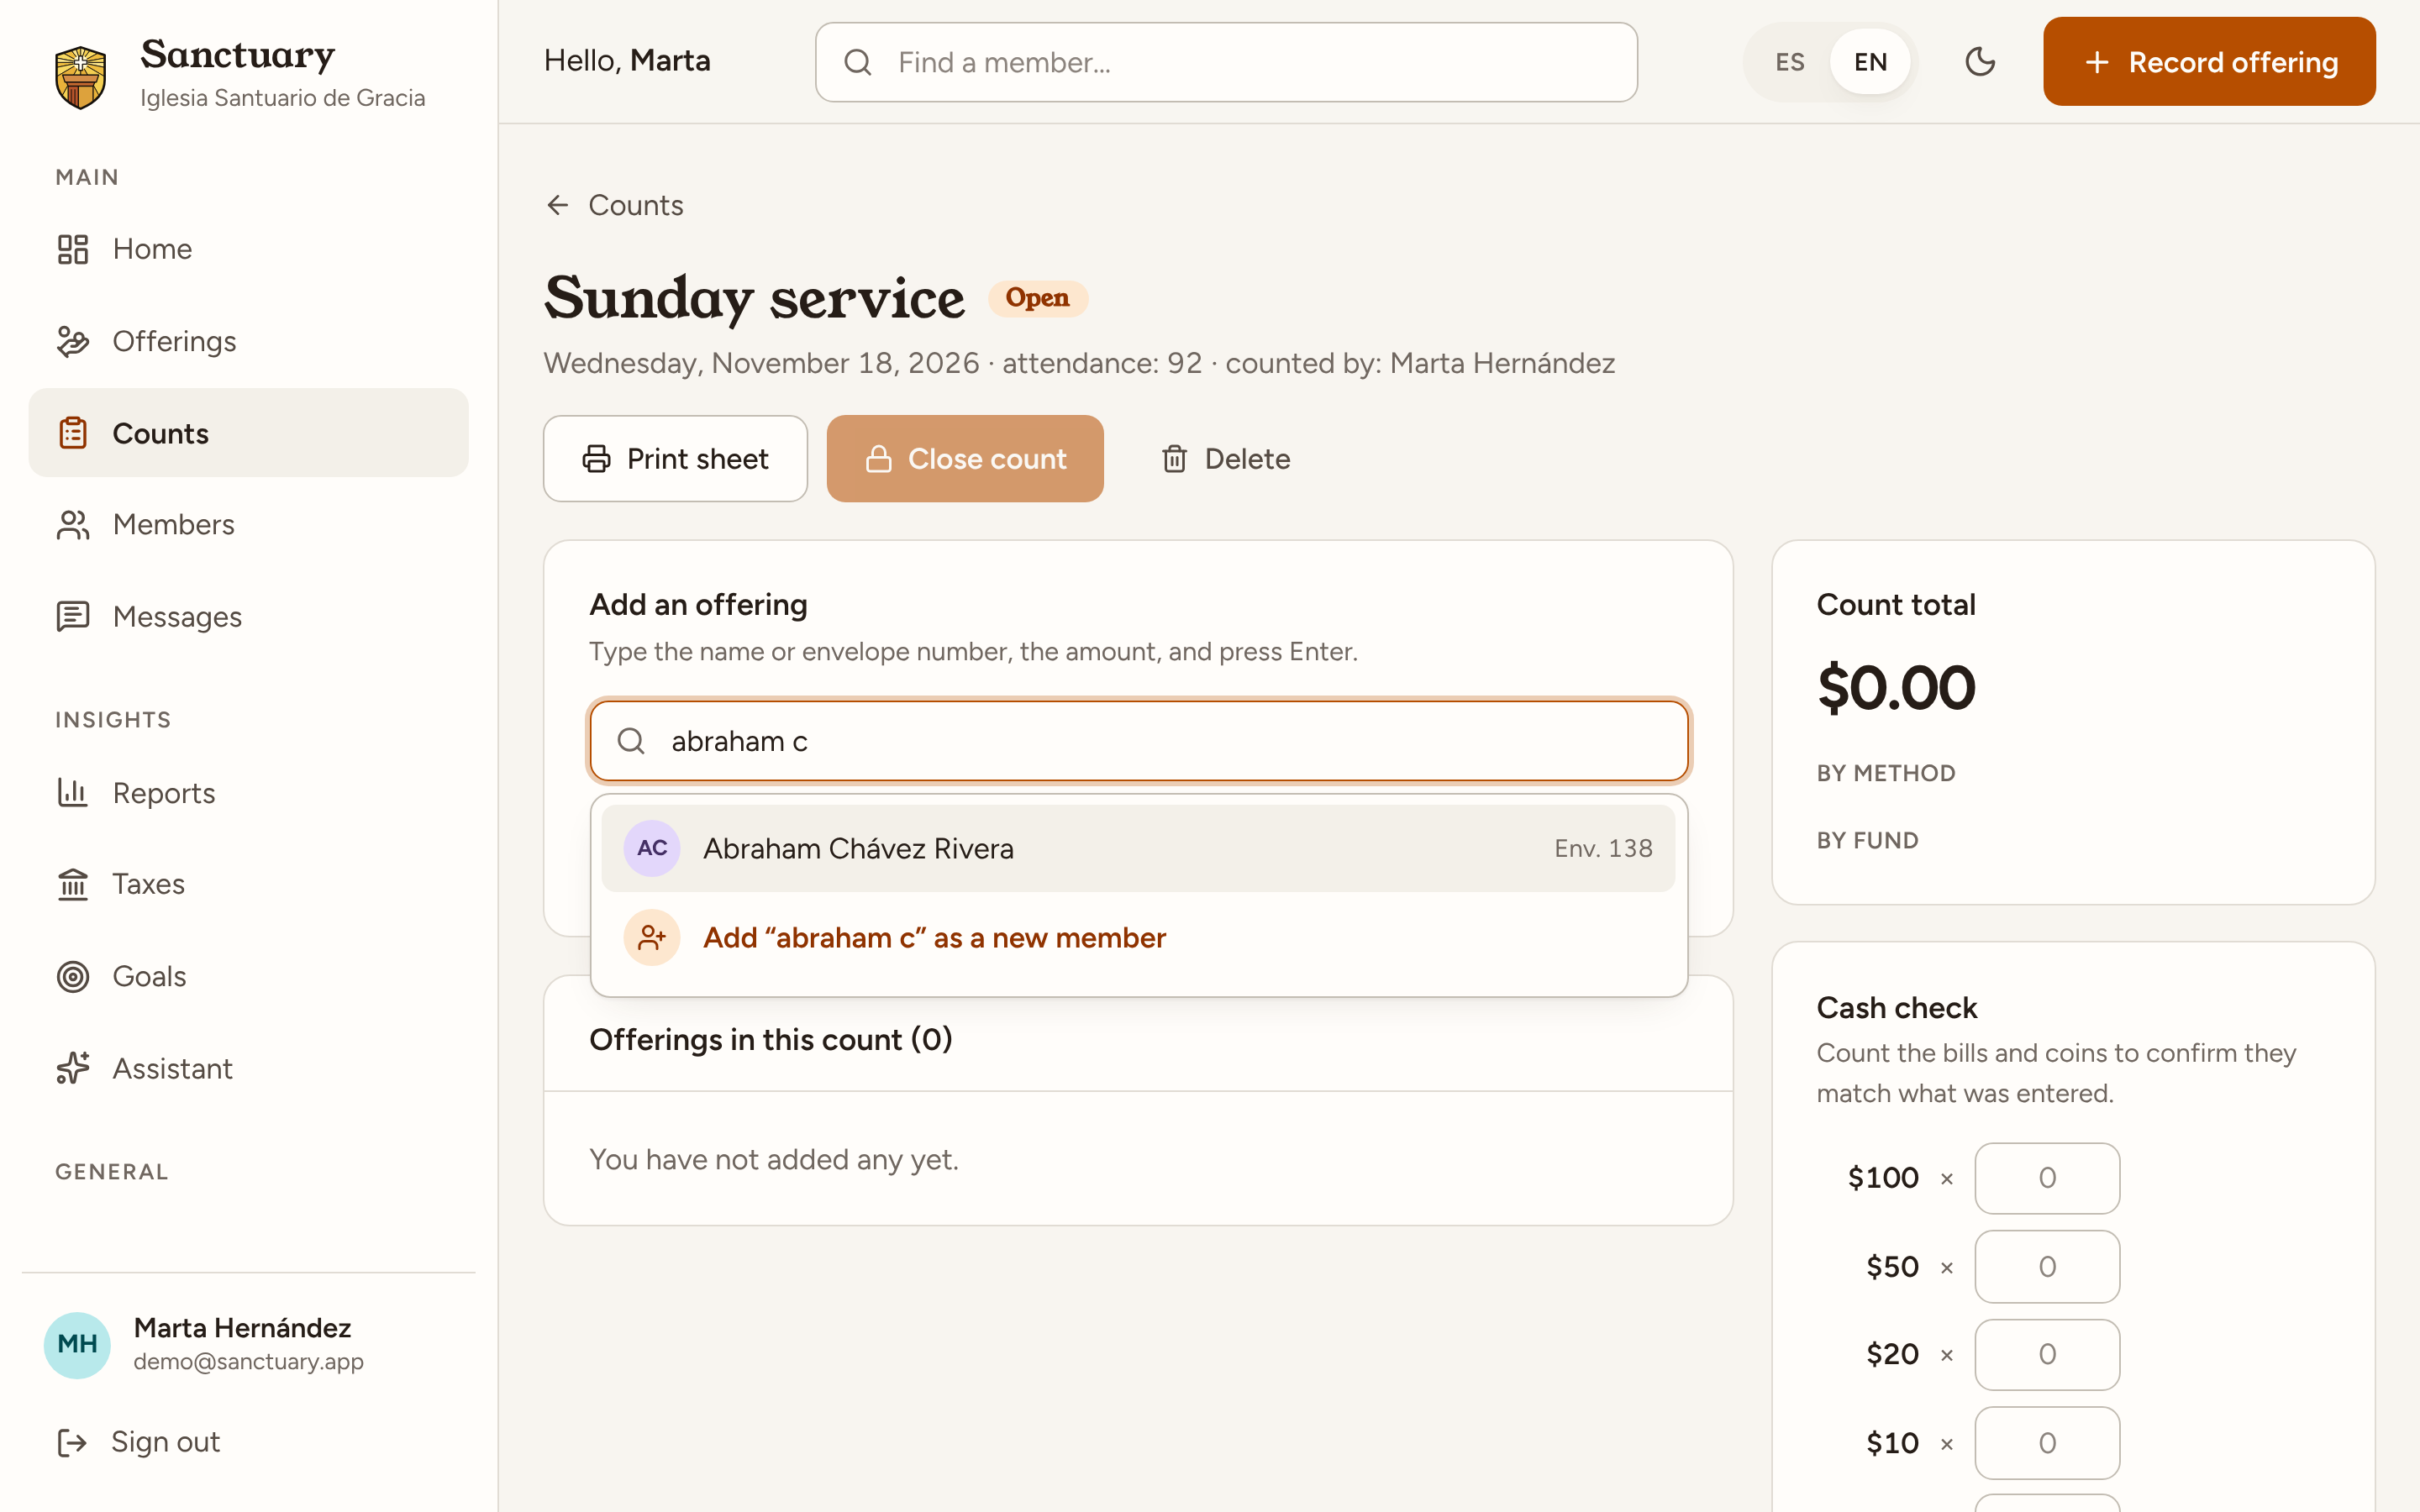 Sanctuary
Iglesia Santuario de Gracia
MAIN
Home
Offerings
Counts
Members
Messages
INSIGHTS
Reports
Taxes
Goals
Assistant
GENERAL
MH
Marta Hernández
demo@sanctuary.app
Sign out
Hello, Marta
Find a member...
ES EN
Record offering
Counts
Sunday service Open
Wednesday, November 18, 2026 · attendance: 92 · counted by: Marta Hernández
Print sheet
Close count
Delete
Add an offering
Type the name or envelope number, the amount, and press Enter.
abraham c
AC Abraham Chávez Rivera Env. 138
Add “abraham c” as a new member
Offerings in this count (0)
You have not added any yet.
Count total
$0.00
BY METHOD
BY FUND
Cash check
Count the bills and coins to confirm they
match what was entered.
$100 × 0
$50 × 0
$20 × 0
$10 × 0